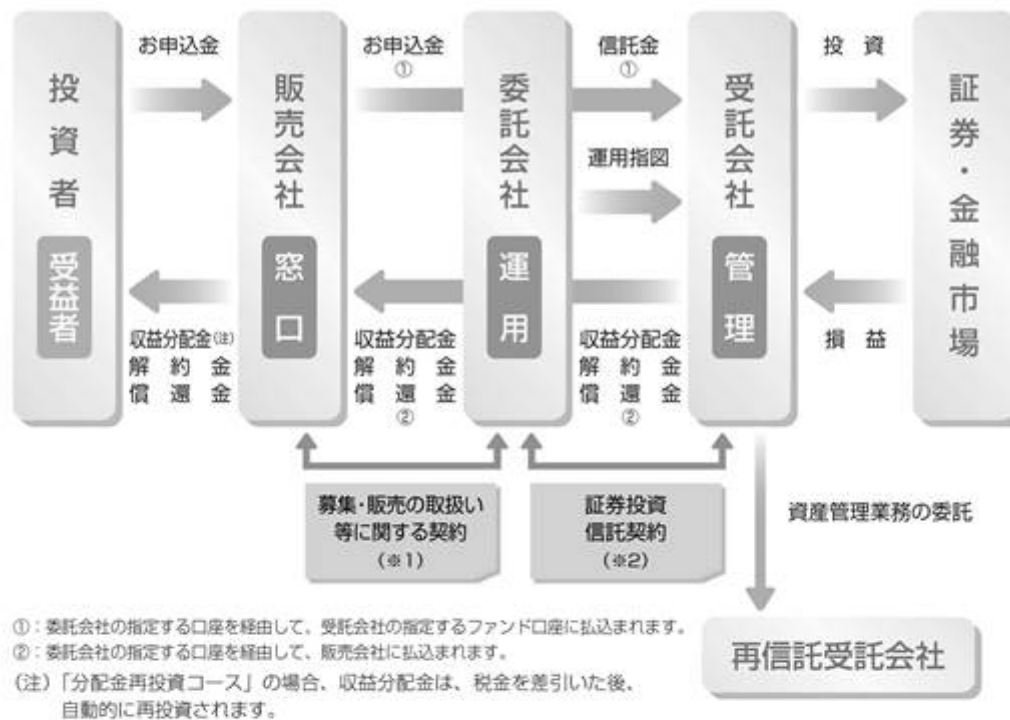 お申込金
お申込金
①
信託金
①
投 資
投資者
販売会社
委託会社
受託会社
証券・金融市場
運用指図
受益者
窓口
運用
管理
収益分配金(注)
解 約 金
償 還 金
収益分配金
解 約 金
償 還 金
②
収益分配金
解 約 金
償 還 金
②
損 益
募集・販売の取扱い
等に関する契約
(※1)
証券投資
信託契約
(※2)
資産管理業務の委託
再信託受託会社
①：委託会社の指定する口座を経由して、受託会社の指定するファンド口座に払込まれます。
②：委託会社の指定する口座を経由して、販売会社に払込まれます。
(注)「分配金再投資コース」の場合、収益分配金は、税金を差引いた後、
自動的に再投資されます。